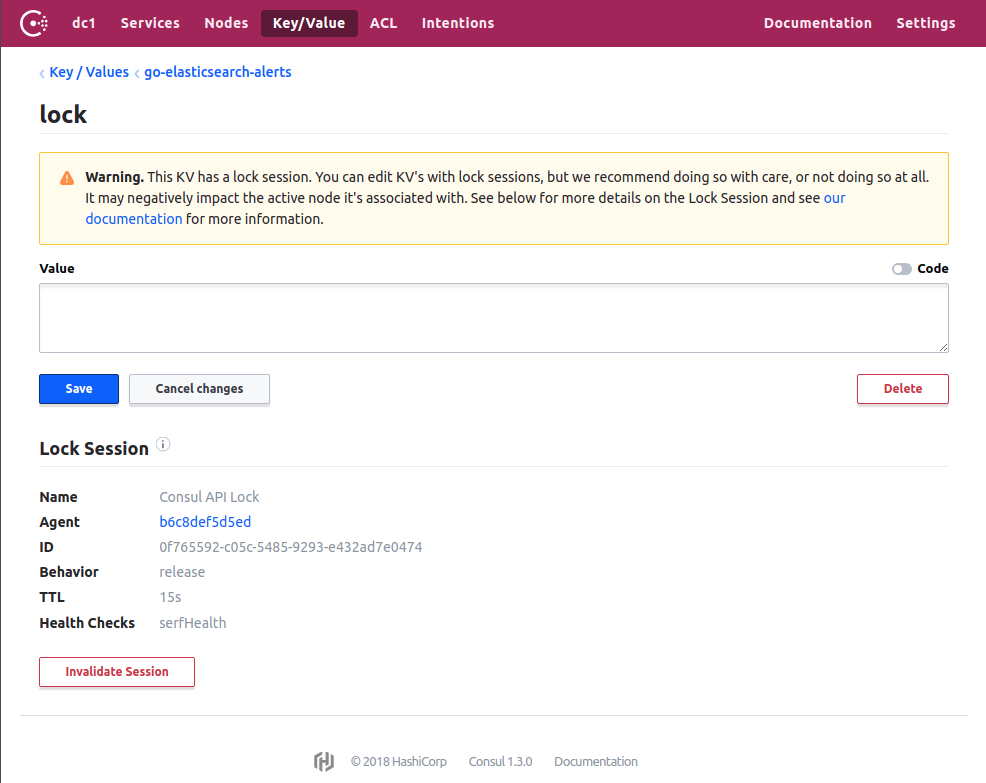 dc1 Services Nodes Key/Value ACL Intentions Documentation Settings
‹ Key / Values ‹ go-elasticsearch-alerts
lock
Warning. This KV has a lock session. You can edit KV's with lock sessions, but we recommend doing so with care, or not doing so at all.
It may negatively impact the active node it's associated with. See below for more details on the Lock Session and see our
documentation for more information.
Value Code
Save Cancel changes Delete
Lock Session
Name Consul API Lock
Agent b6c8def5d5ed
ID 0f765592-c05c-5485-9293-e432ad7e0474
Behavior release
TTL 15s
Health Checks serfHealth
Invalidate Session
© 2018 HashiCorp Consul 1.3.0 Documentation